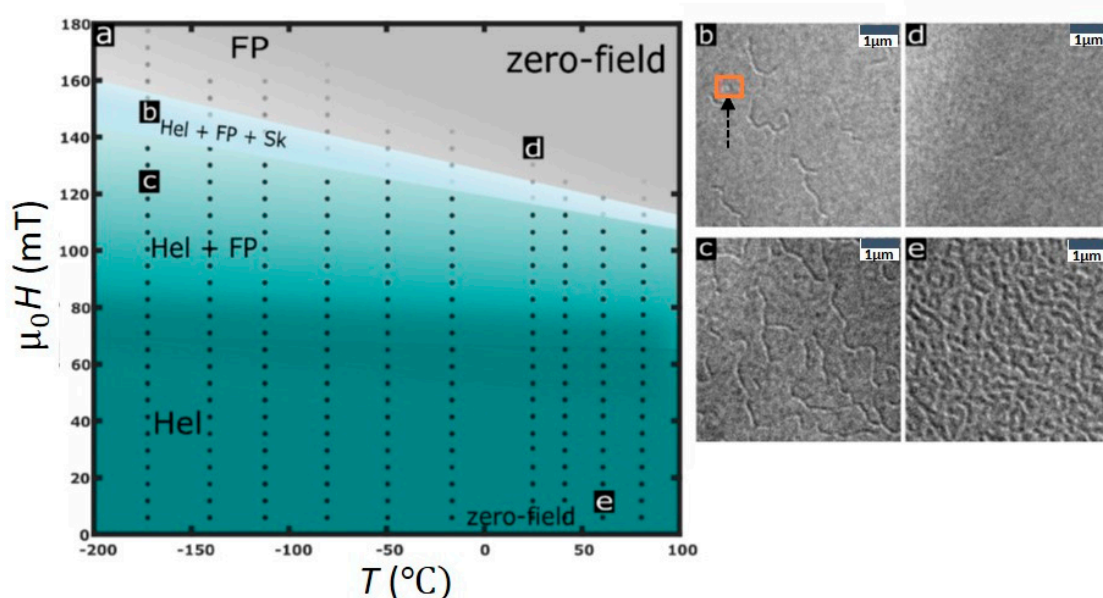 a
FP
zero-field
b
Hel + FP + Sk
d
c
Hel + FP
Hel
e
zero-field
180
160
140
120
100
80
60
40
20
0
-200
-150
-100
-50
0
50
100
μ₀H (mT)
T (°C)
b
1μm
d
1μm
c
1μm
e
1μm